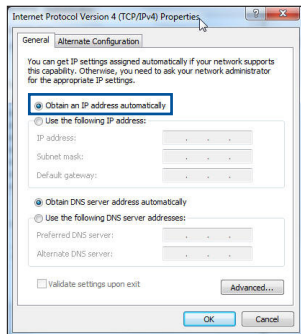 Internet Protocol Version 4 (TCP/IPv4) Properties
General
Alternate Configuration
You can get IP settings assigned automatically if your network supports
this capability. Otherwise, you need to ask your network administrator
for the appropriate IP settings.
Obtain an IP address automatically
Use the following IP address:
IP address:
Subnet mask:
Default gateway:
Obtain DNS server address automatically
Use the following DNS server addresses:
Preferred DNS server:
Alternate DNS server:
Validate settings upon exit
Advanced...
OK
Cancel